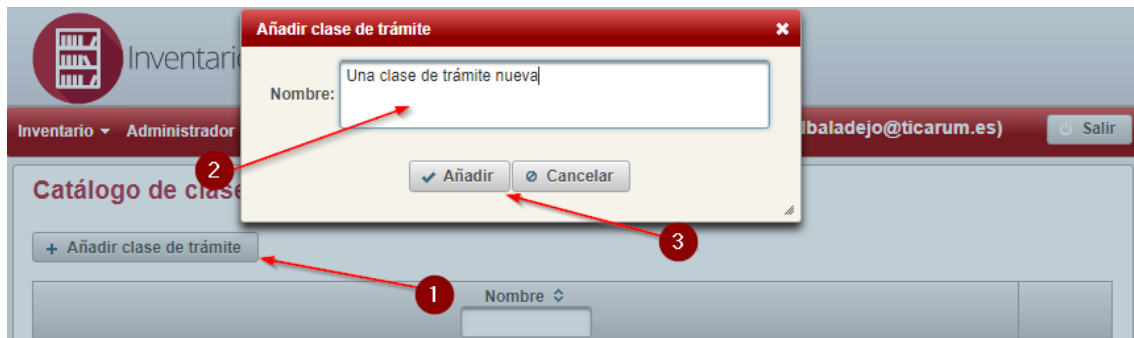 Añadir clase de trámite
Inventario
Una clase de trámite nueva
Nombre:
Inventario Administrador
lbaladejo@ticarum.es)
Salir
2
Añadir
Cancelar
Catálogo de clase
3
+ Añadir clase de trámite
1
Nombre